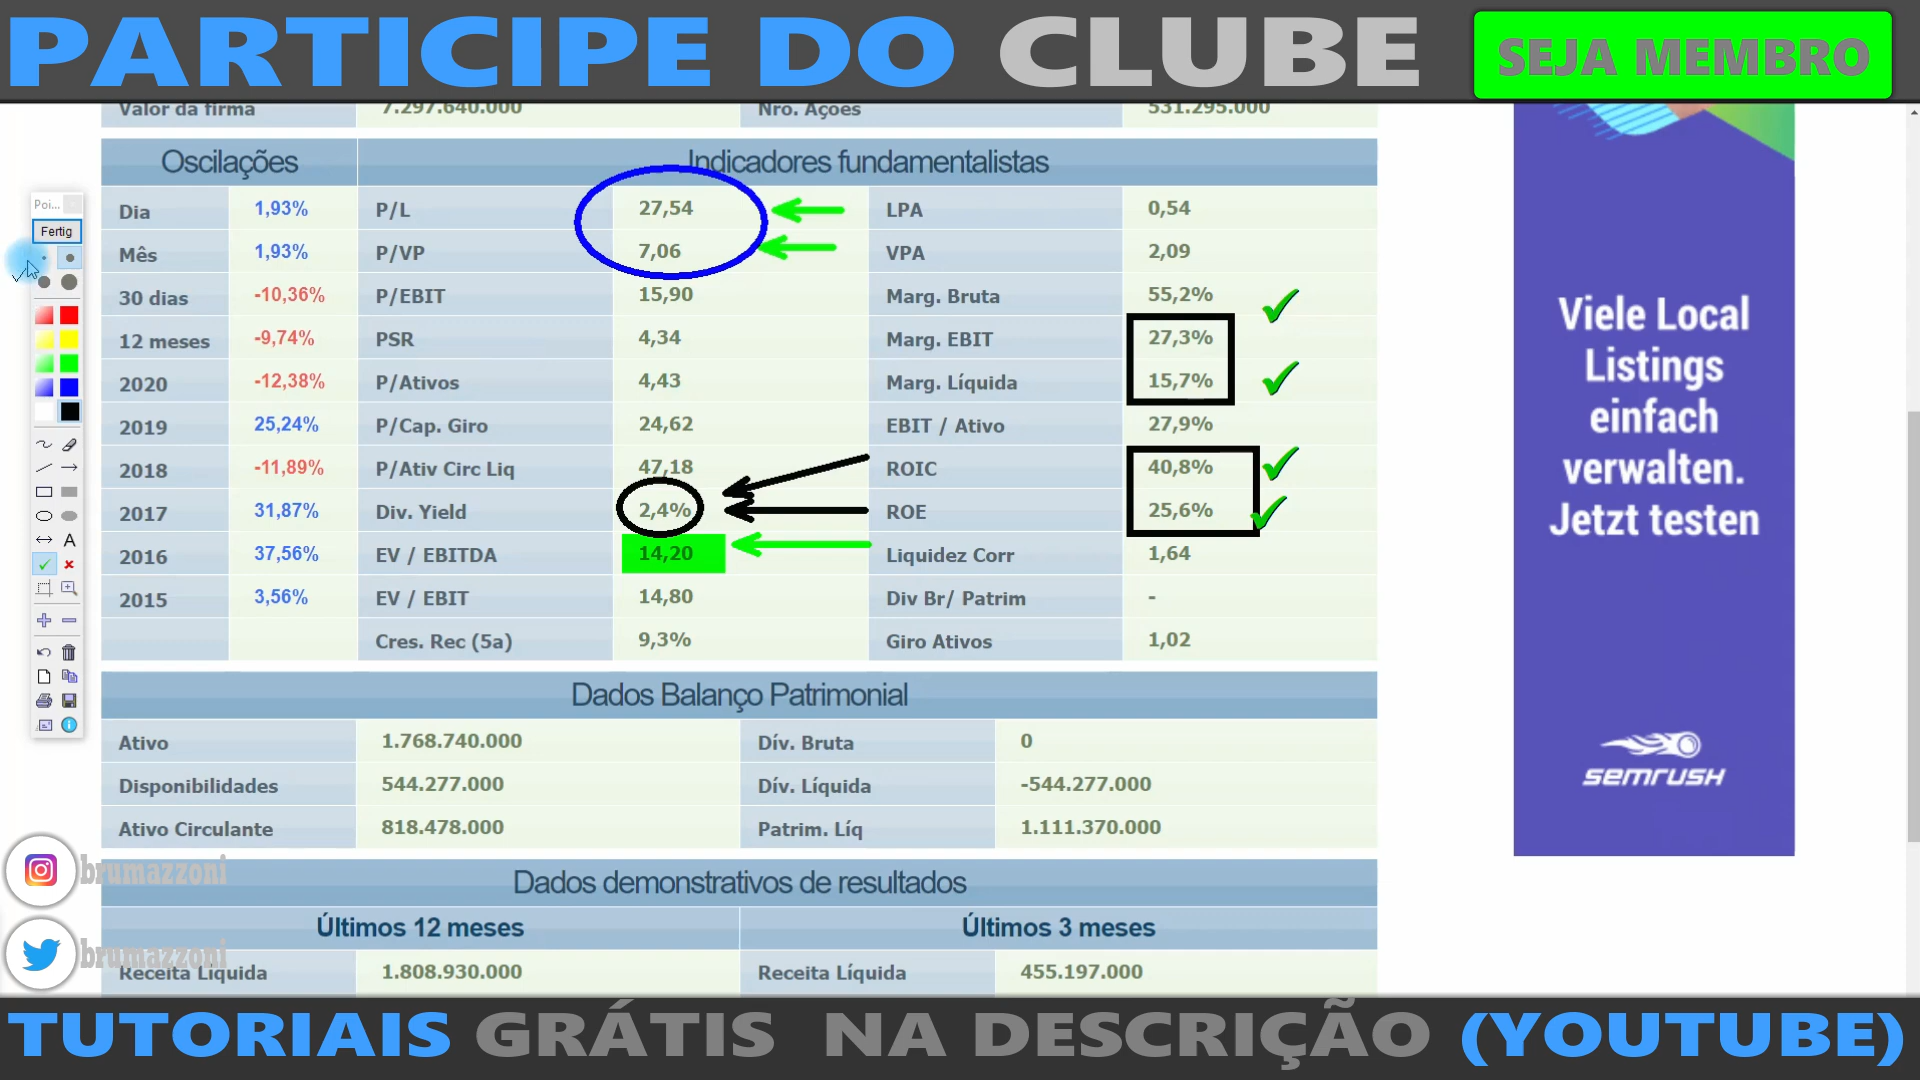 PARTICIPE DO CLUBE
SEJA MEMBRO
Valor da firma 7.297.640.000 Nro. Ações 531.295.000
Oscilações Indicadores fundamentalistas
Poi...
Fertig
Dia 1,93% P/L 27,54 LPA 0,54
Mês 1,93% P/VP 7,06 VPA 2,09
30 dias -10,36% P/EBIT 15,90 Marg. Bruta 55,2%
12 meses -9,74% PSR 4,34 Marg. EBIT 27,3%
2020 -12,38% P/Ativos 4,43 Marg. Líquida 15,7%
2019 25,24% P/Cap. Giro 24,62 EBIT / Ativo 27,9%
2018 -11,89% P/Ativ Circ Liq 47,18 ROIC 40,8%
2017 31,87% Div. Yield 2,4% ROE 25,6%
2016 37,56% EV / EBITDA 14,20 Liquidez Corr 1,64
2015 3,56% EV / EBIT 14,80 Div Br/ Patrim -
Cres. Rec (5a) 9,3% Giro Ativos 1,02
A
Dados Balanço Patrimonial
Ativo 1.768.740.000 Dív. Bruta 0
Disponibilidades 544.277.000 Dív. Líquida -544.277.000
Ativo Circulante 818.478.000 Patrim. Líq 1.111.370.000
Dados demonstrativos de resultados
Últimos 12 meses Últimos 3 meses
Receita Líquida 1.808.930.000 Receita Líquida 455.197.000
brumazzoni
brumazzoni
Viele Local
Listings
einfach
verwalten.
Jetzt testen
semrush
TUTORIAIS GRÁTIS NA DESCRIÇÃO (YOUTUBE)